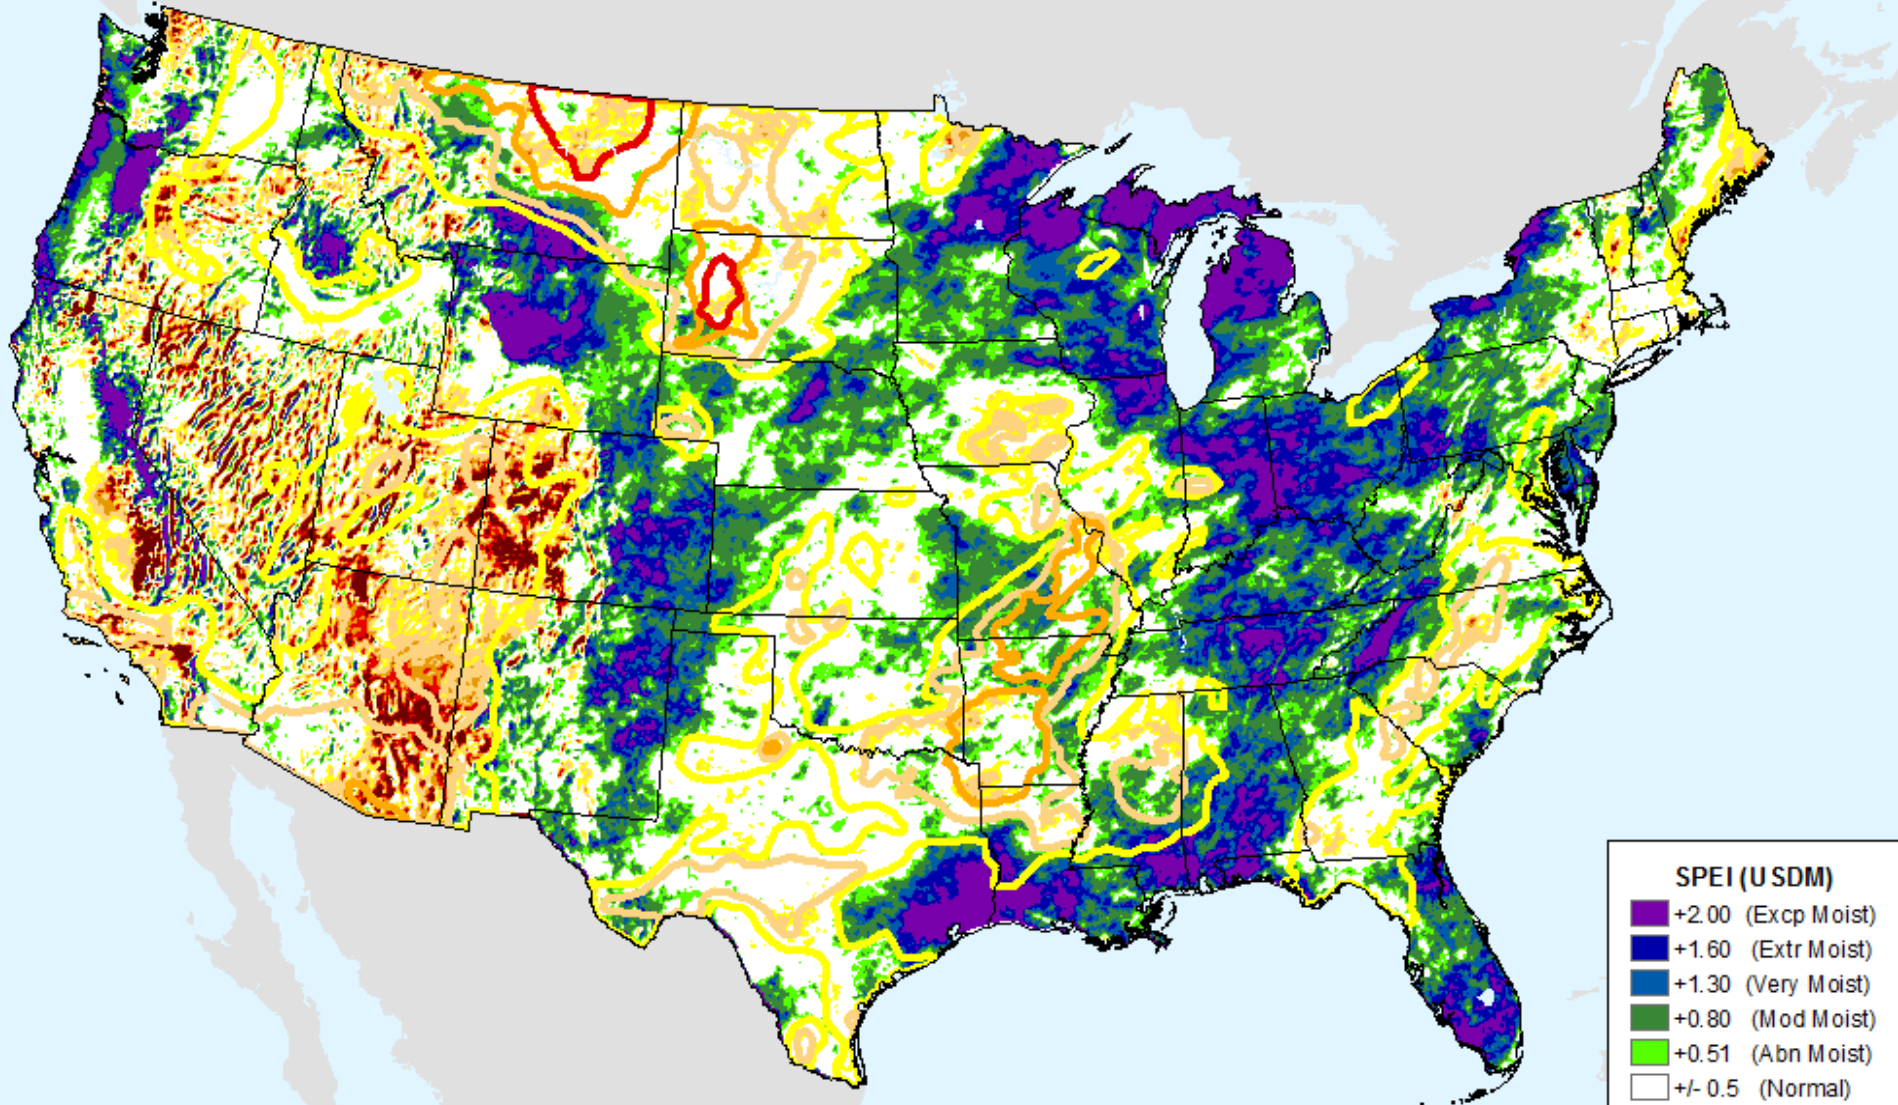 SPEI (USDM)
+2.00 (Excp Moist)
+1.60 (Extr Moist)
+1.30 (Very Moist)
+0.80 (Mod Moist)
+0.51 (Abn Moist)
+/- 0.5 (Normal)